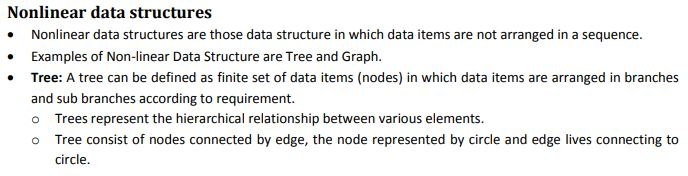 Nonlinear data structures
• Nonlinear data structures are those data structure in which data items are not arranged in a sequence.
• Examples of Non-linear Data Structure are Tree and Graph.
• Tree: A tree can be defined as finite set of data items (nodes) in which data items are arranged in branches
and sub branches according to requirement.
o Trees represent the hierarchical relationship between various elements.
o Tree consist of nodes connected by edge, the node represented by circle and edge lives connecting to
circle.